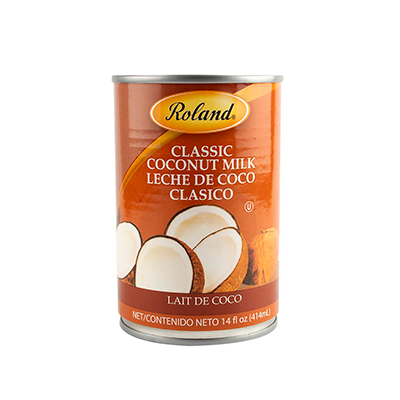 Roland®
CLASSIC
COCONUT MILK
LECHE DE COCO
CLASICO
U
LAIT DE COCO
NET/CONTENIDO NETO 14 fl oz (414mL)